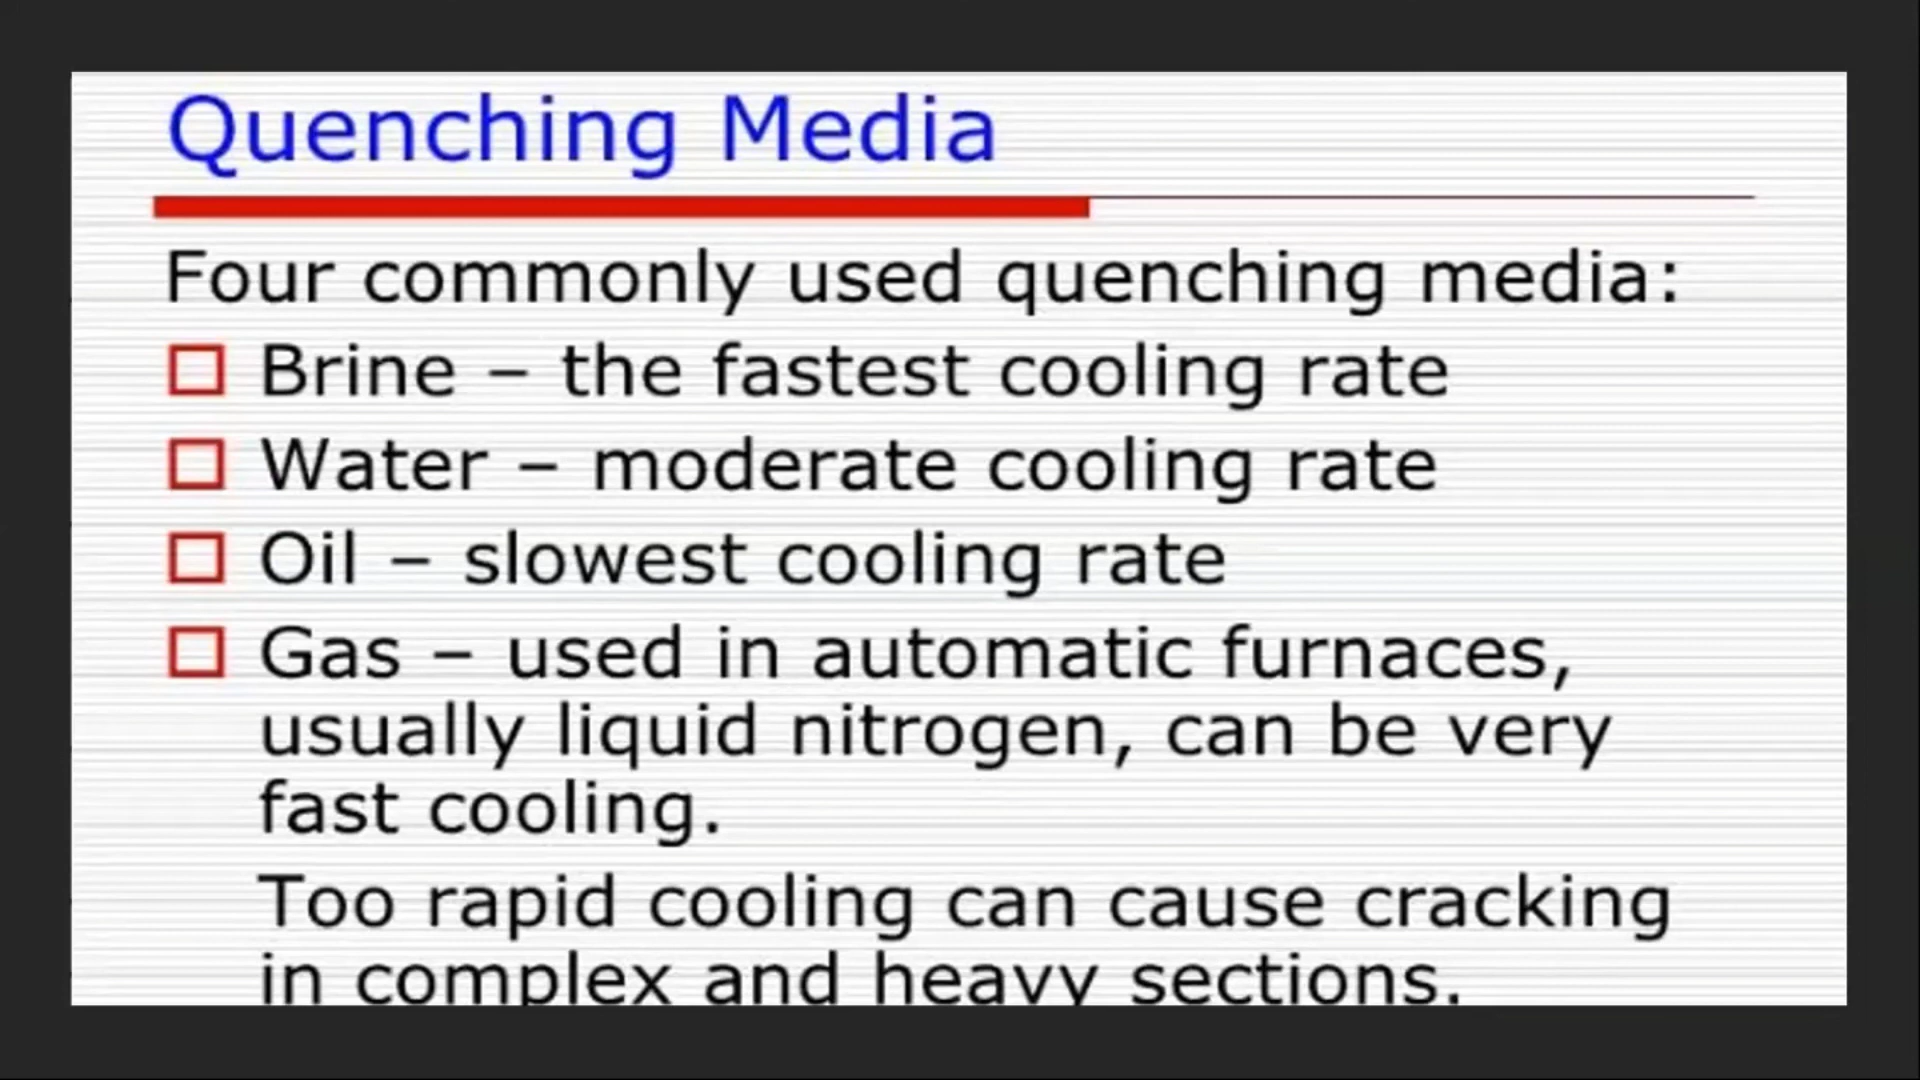 Quenching Media
Four commonly used quenching media:
Brine – the fastest cooling rate
Water – moderate cooling rate
Oil – slowest cooling rate
Gas – used in automatic furnaces,
usually liquid nitrogen, can be very
fast cooling.
Too rapid cooling can cause cracking
in complex and heavy sections.